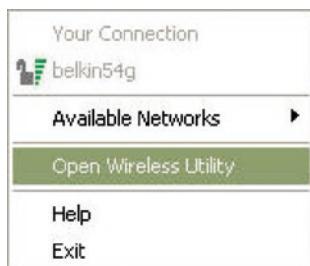 Your Connection
belkin54g
Available Networks
Open Wireless Utility
Help
Exit